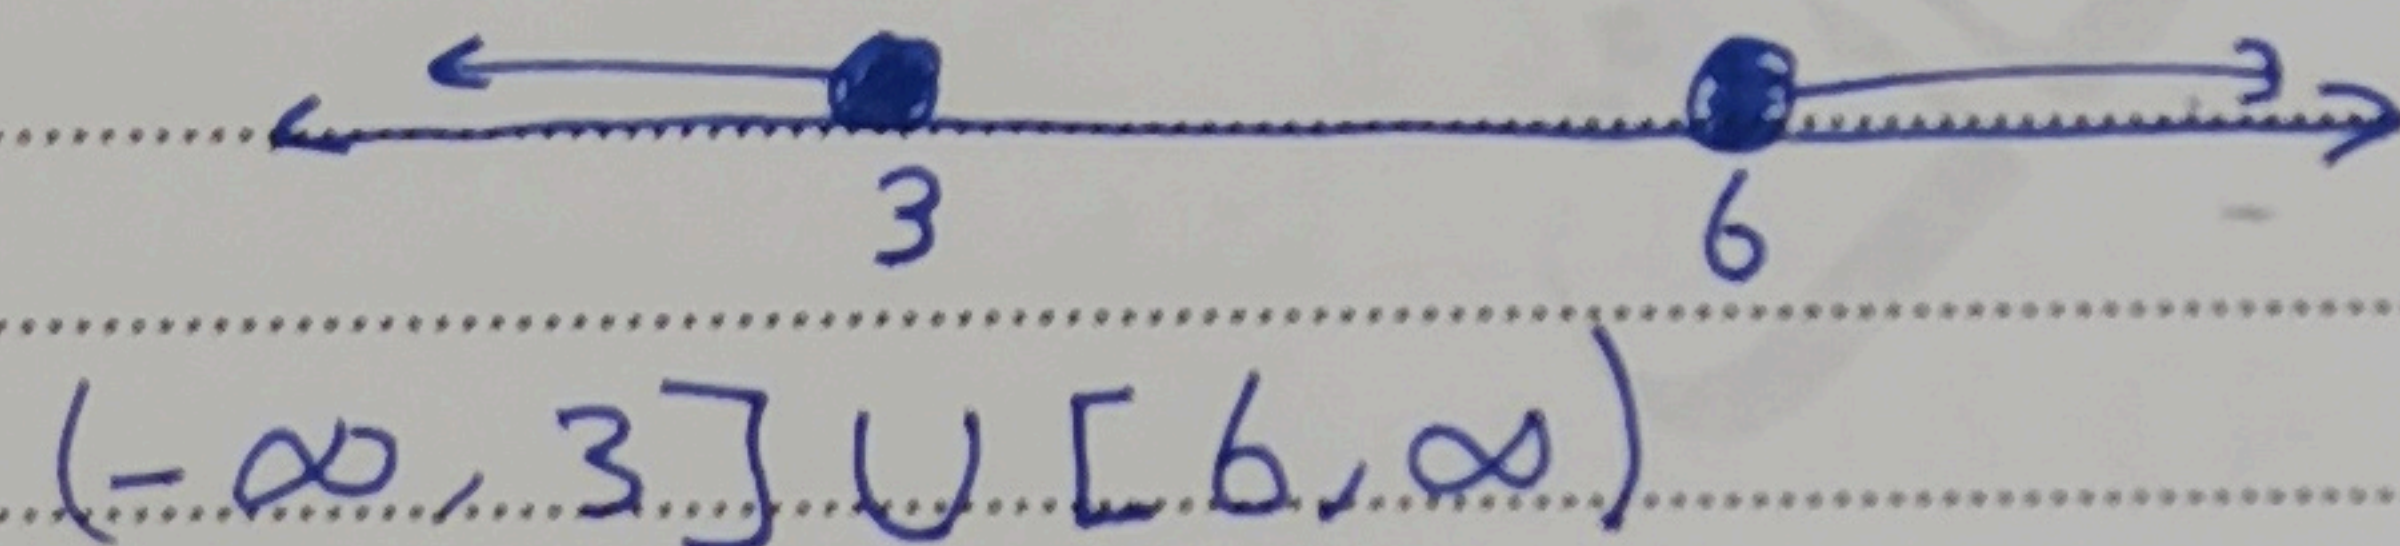 3 6
(-∞, 3] ∪ [6, ∞)